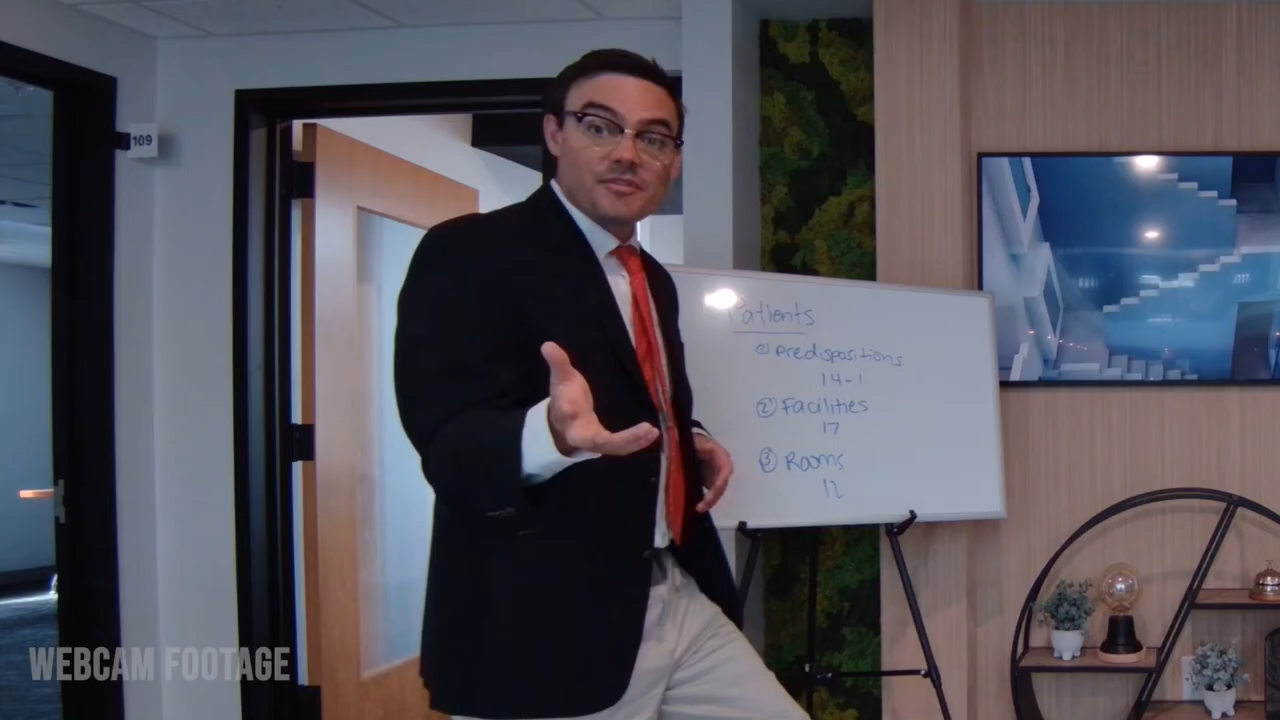 109
Patients
① Predispositions
14-1
② Facilities
17
③ Rooms
12
WEBCAM FOOTAGE